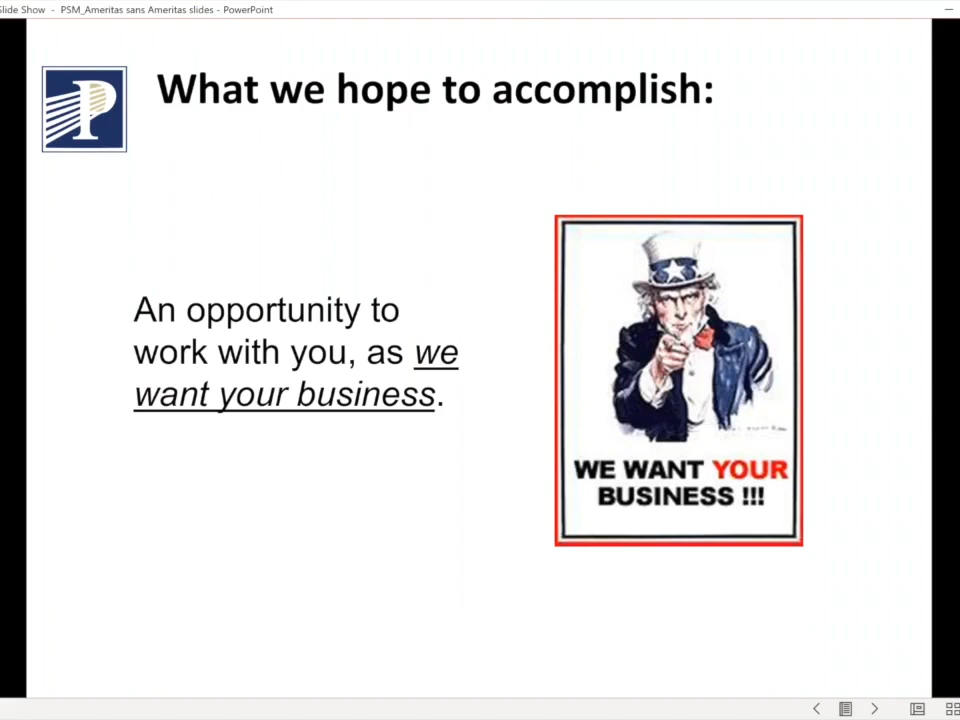 Slide Show - PSM_Ameritas sans Ameritas slides - PowerPoint
P
What we hope to accomplish:
An opportunity to
work with you, as we
want your business.
WE WANT YOUR
BUSINESS !!!